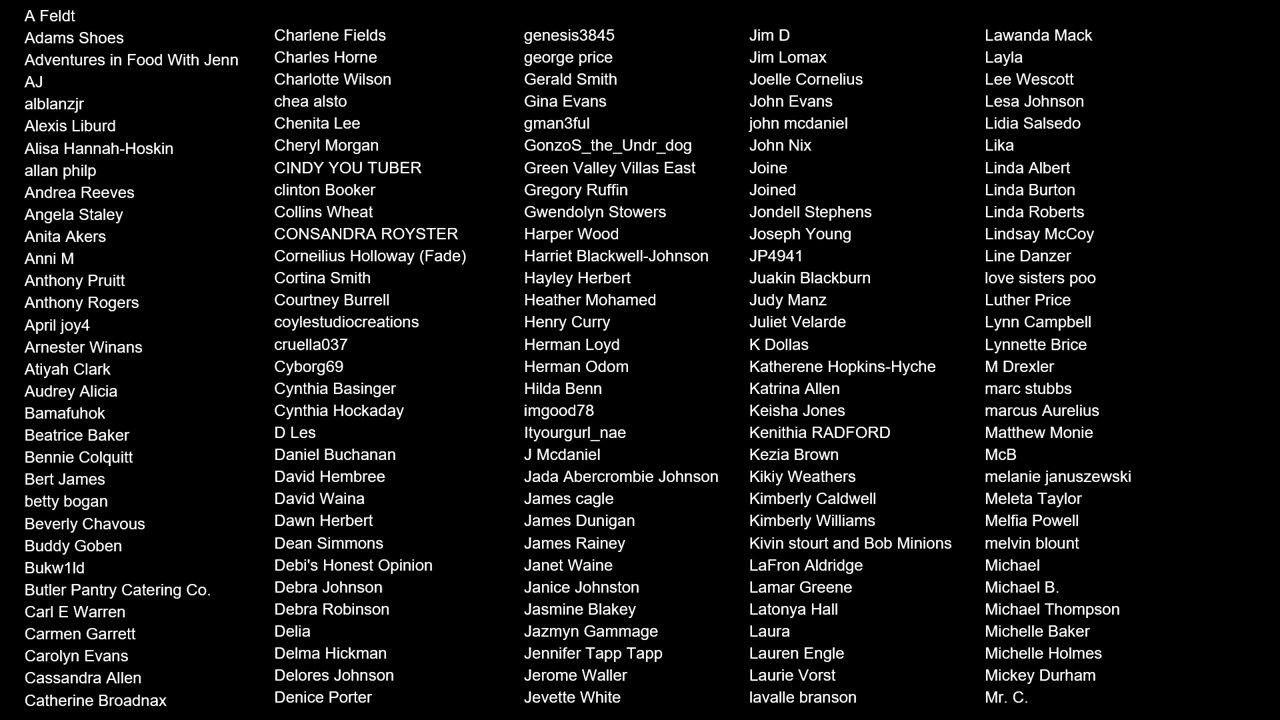 A Feldt
Adams Shoes
Adventures in Food With Jenn
AJ
alblanzjr
Alexis Liburd
Alisa Hannah-Hoskin
allan philp
Andrea Reeves
Angela Staley
Anita Akers
Anni M
Anthony Pruitt
Anthony Rogers
April joy4
Arnester Winans
Atiyah Clark
Audrey Alicia
Bamafuhok
Beatrice Baker
Bennie Colquitt
Bert James
betty bogan
Beverly Chavous
Buddy Goben
Bukw1ld
Butler Pantry Catering Co.
Carl E Warren
Carmen Garrett
Carolyn Evans
Cassandra Allen
Catherine Broadnax
Charlene Fields
Charles Horne
Charlotte Wilson
chea alsto
Chenita Lee
Cheryl Morgan
CINDY YOU TUBER
clinton Booker
Collins Wheat
CONSANDRA ROYSTER
Corneilius Holloway (Fade)
Cortina Smith
Courtney Burrell
coylestudiocreations
cruella037
Cyborg69
Cynthia Basinger
Cynthia Hockaday
D Les
Daniel Buchanan
David Hembree
David Waina
Dawn Herbert
Dean Simmons
Debi's Honest Opinion
Debra Johnson
Debra Robinson
Delia
Delma Hickman
Delores Johnson
Denice Porter
genesis3845
george price
Gerald Smith
Gina Evans
gman3ful
GonzoS_the_Undr_dog
Green Valley Villas East
Gregory Ruffin
Gwendolyn Stowers
Harper Wood
Harriet Blackwell-Johnson
Hayley Herbert
Heather Mohamed
Henry Curry
Herman Loyd
Herman Odom
Hilda Benn
imgood78
Ityourgurl_nae
J Mcdaniel
Jada Abercrombie Johnson
James cagle
James Dunigan
James Rainey
Janet Waine
Janice Johnston
Jasmine Blakey
Jazmyn Gammage
Jennifer Tapp Tapp
Jerome Waller
Jevette White
Jim D
Jim Lomax
Joelle Cornelius
John Evans
john mcdaniel
John Nix
Joine
Joined
Jondell Stephens
Joseph Young
JP4941
Juakin Blackburn
Judy Manz
Juliet Velarde
K Dollas
Katherene Hopkins-Hyche
Katrina Allen
Keisha Jones
Kenithia RADFORD
Kezia Brown
Kikiy Weathers
Kimberly Caldwell
Kimberly Williams
Kivin stourt and Bob Minions
LaFron Aldridge
Lamar Greene
Latonya Hall
Laura
Lauren Engle
Laurie Vorst
lavalle branson
Lawanda Mack
Layla
Lee Wescott
Lesa Johnson
Lidia Salsedo
Lika
Linda Albert
Linda Burton
Linda Roberts
Lindsay McCoy
Line Danzer
love sisters poo
Luther Price
Lynn Campbell
Lynnette Brice
M Drexler
marc stubbs
marcus Aurelius
Matthew Monie
McB
melanie januszewski
Meleta Taylor
Melfia Powell
melvin blount
Michael
Michael B.
Michael Thompson
Michelle Baker
Michelle Holmes
Mickey Durham
Mr. C.